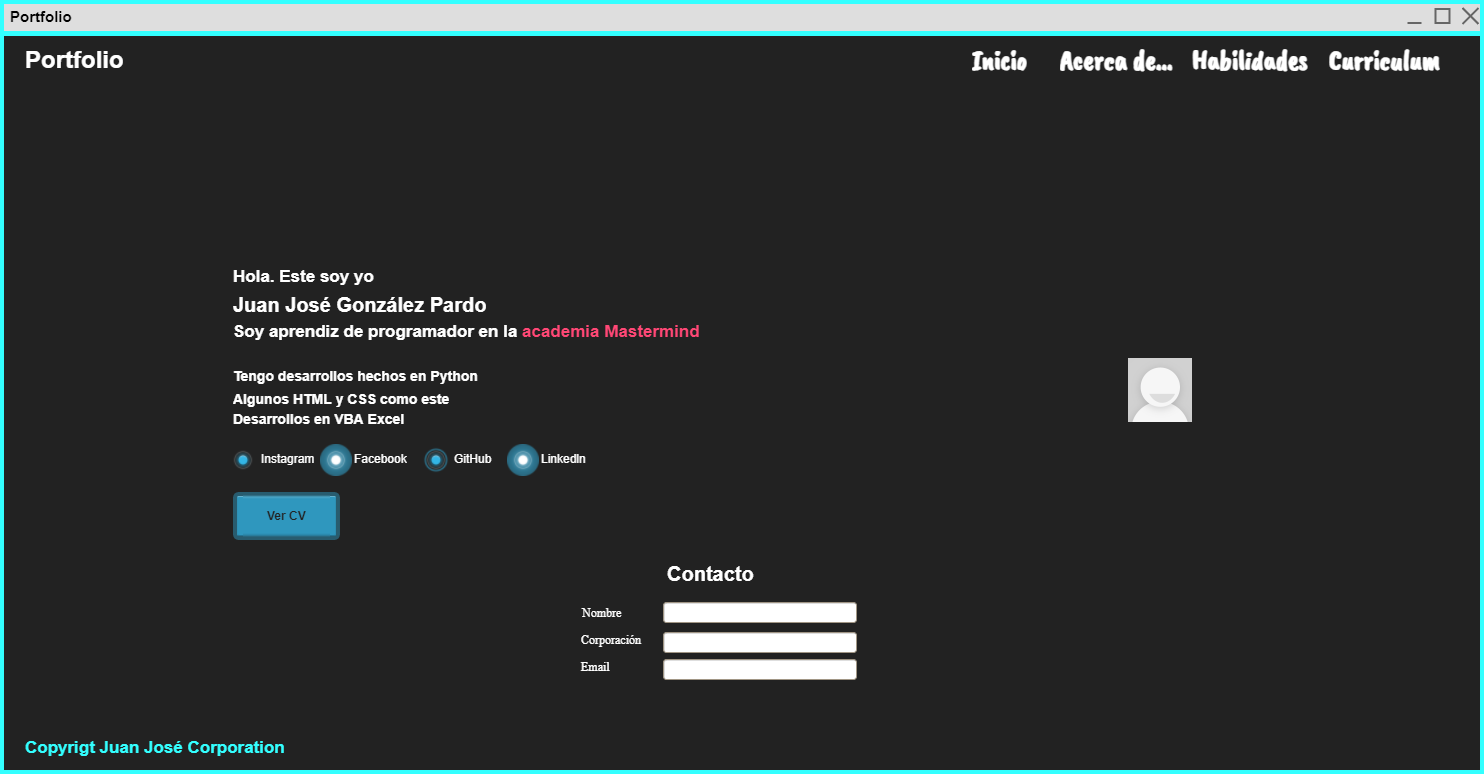 Portfolio
Portfolio Inicio Acerca de... Habilidades Curriculum
Hola. Este soy yo
Juan José González Pardo
Soy aprendiz de programador en la academia Mastermind
Tengo desarrollos hechos en Python
Algunos HTML y CSS como este
Desarrollos en VBA Excel
Instagram Facebook GitHub LinkedIn
Ver CV
Contacto
Nombre
Corporación
Email
Copyrigt Juan José Corporation